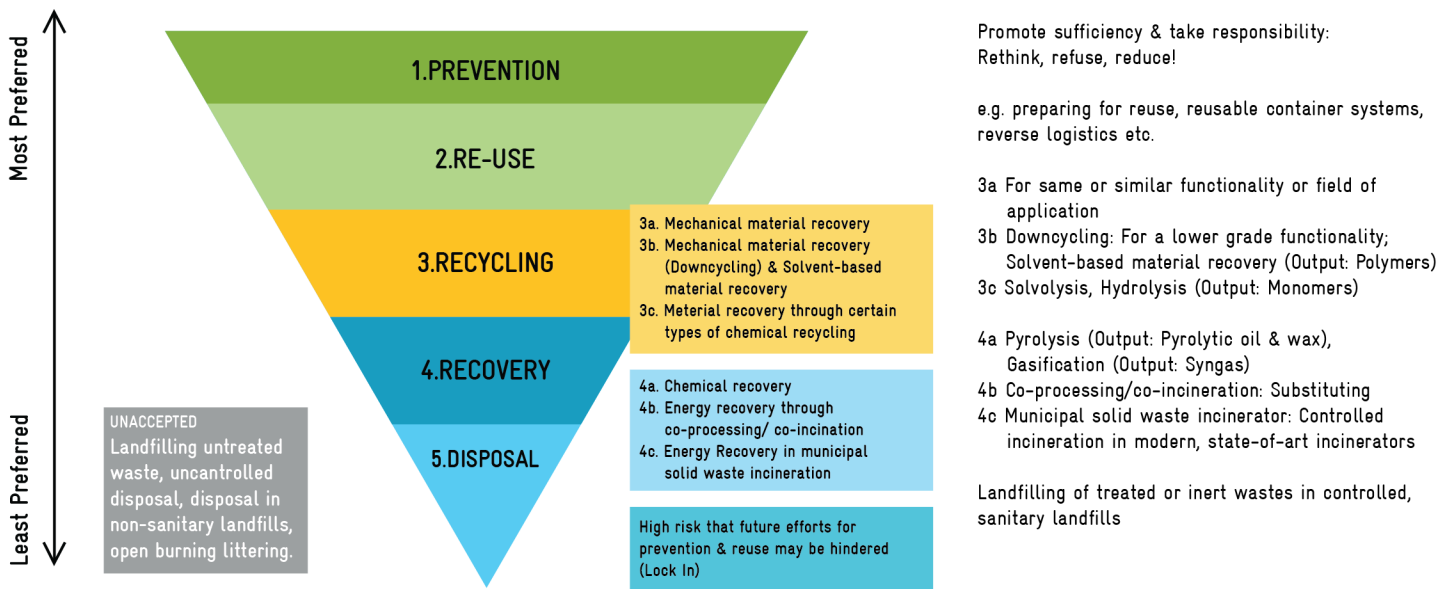 Most Preferred
Least Preferred
1.PREVENTION
2.RE-USE
3.RECYCLING
4.RECOVERY
5.DISPOSAL
UNACCEPTED
Landfilling untreated
waste, uncontrolled
disposal, disposal in
non-sanitary landfills,
open burning littering.
3a. Mechanical material recovery
3b. Mechanical material recovery
(Downcycling) & Solvent-based
material recovery
3c. Meterial recovery through certain
types of chemical recycling
4a. Chemical recovery
4b. Energy recovery through
co-processing/ co-incination
4c. Energy Recovery in municipal
solid waste incineration
High risk that future efforts for
prevention & reuse may be hindered
(Lock In)
Promote sufficiency & take responsibility:
Rethink, refuse, reduce!
e.g. preparing for reuse, reusable container systems,
reverse logistics etc.
3a For same or similar functionality or field of
application
3b Downcycling: For a lower grade functionality;
Solvent-based material recovery (Output: Polymers)
3c Solvolysis, Hydrolysis (Output: Monomers)
4a Pyrolysis (Output: Pyrolytic oil & wax),
Gasification (Output: Syngas)
4b Co-processing/co-incineration: Substituting
4c Municipal solid waste incinerator: Controlled
incineration in modern, state-of-art incinerators
Landfilling of treated or inert wastes in controlled,
sanitary landfills